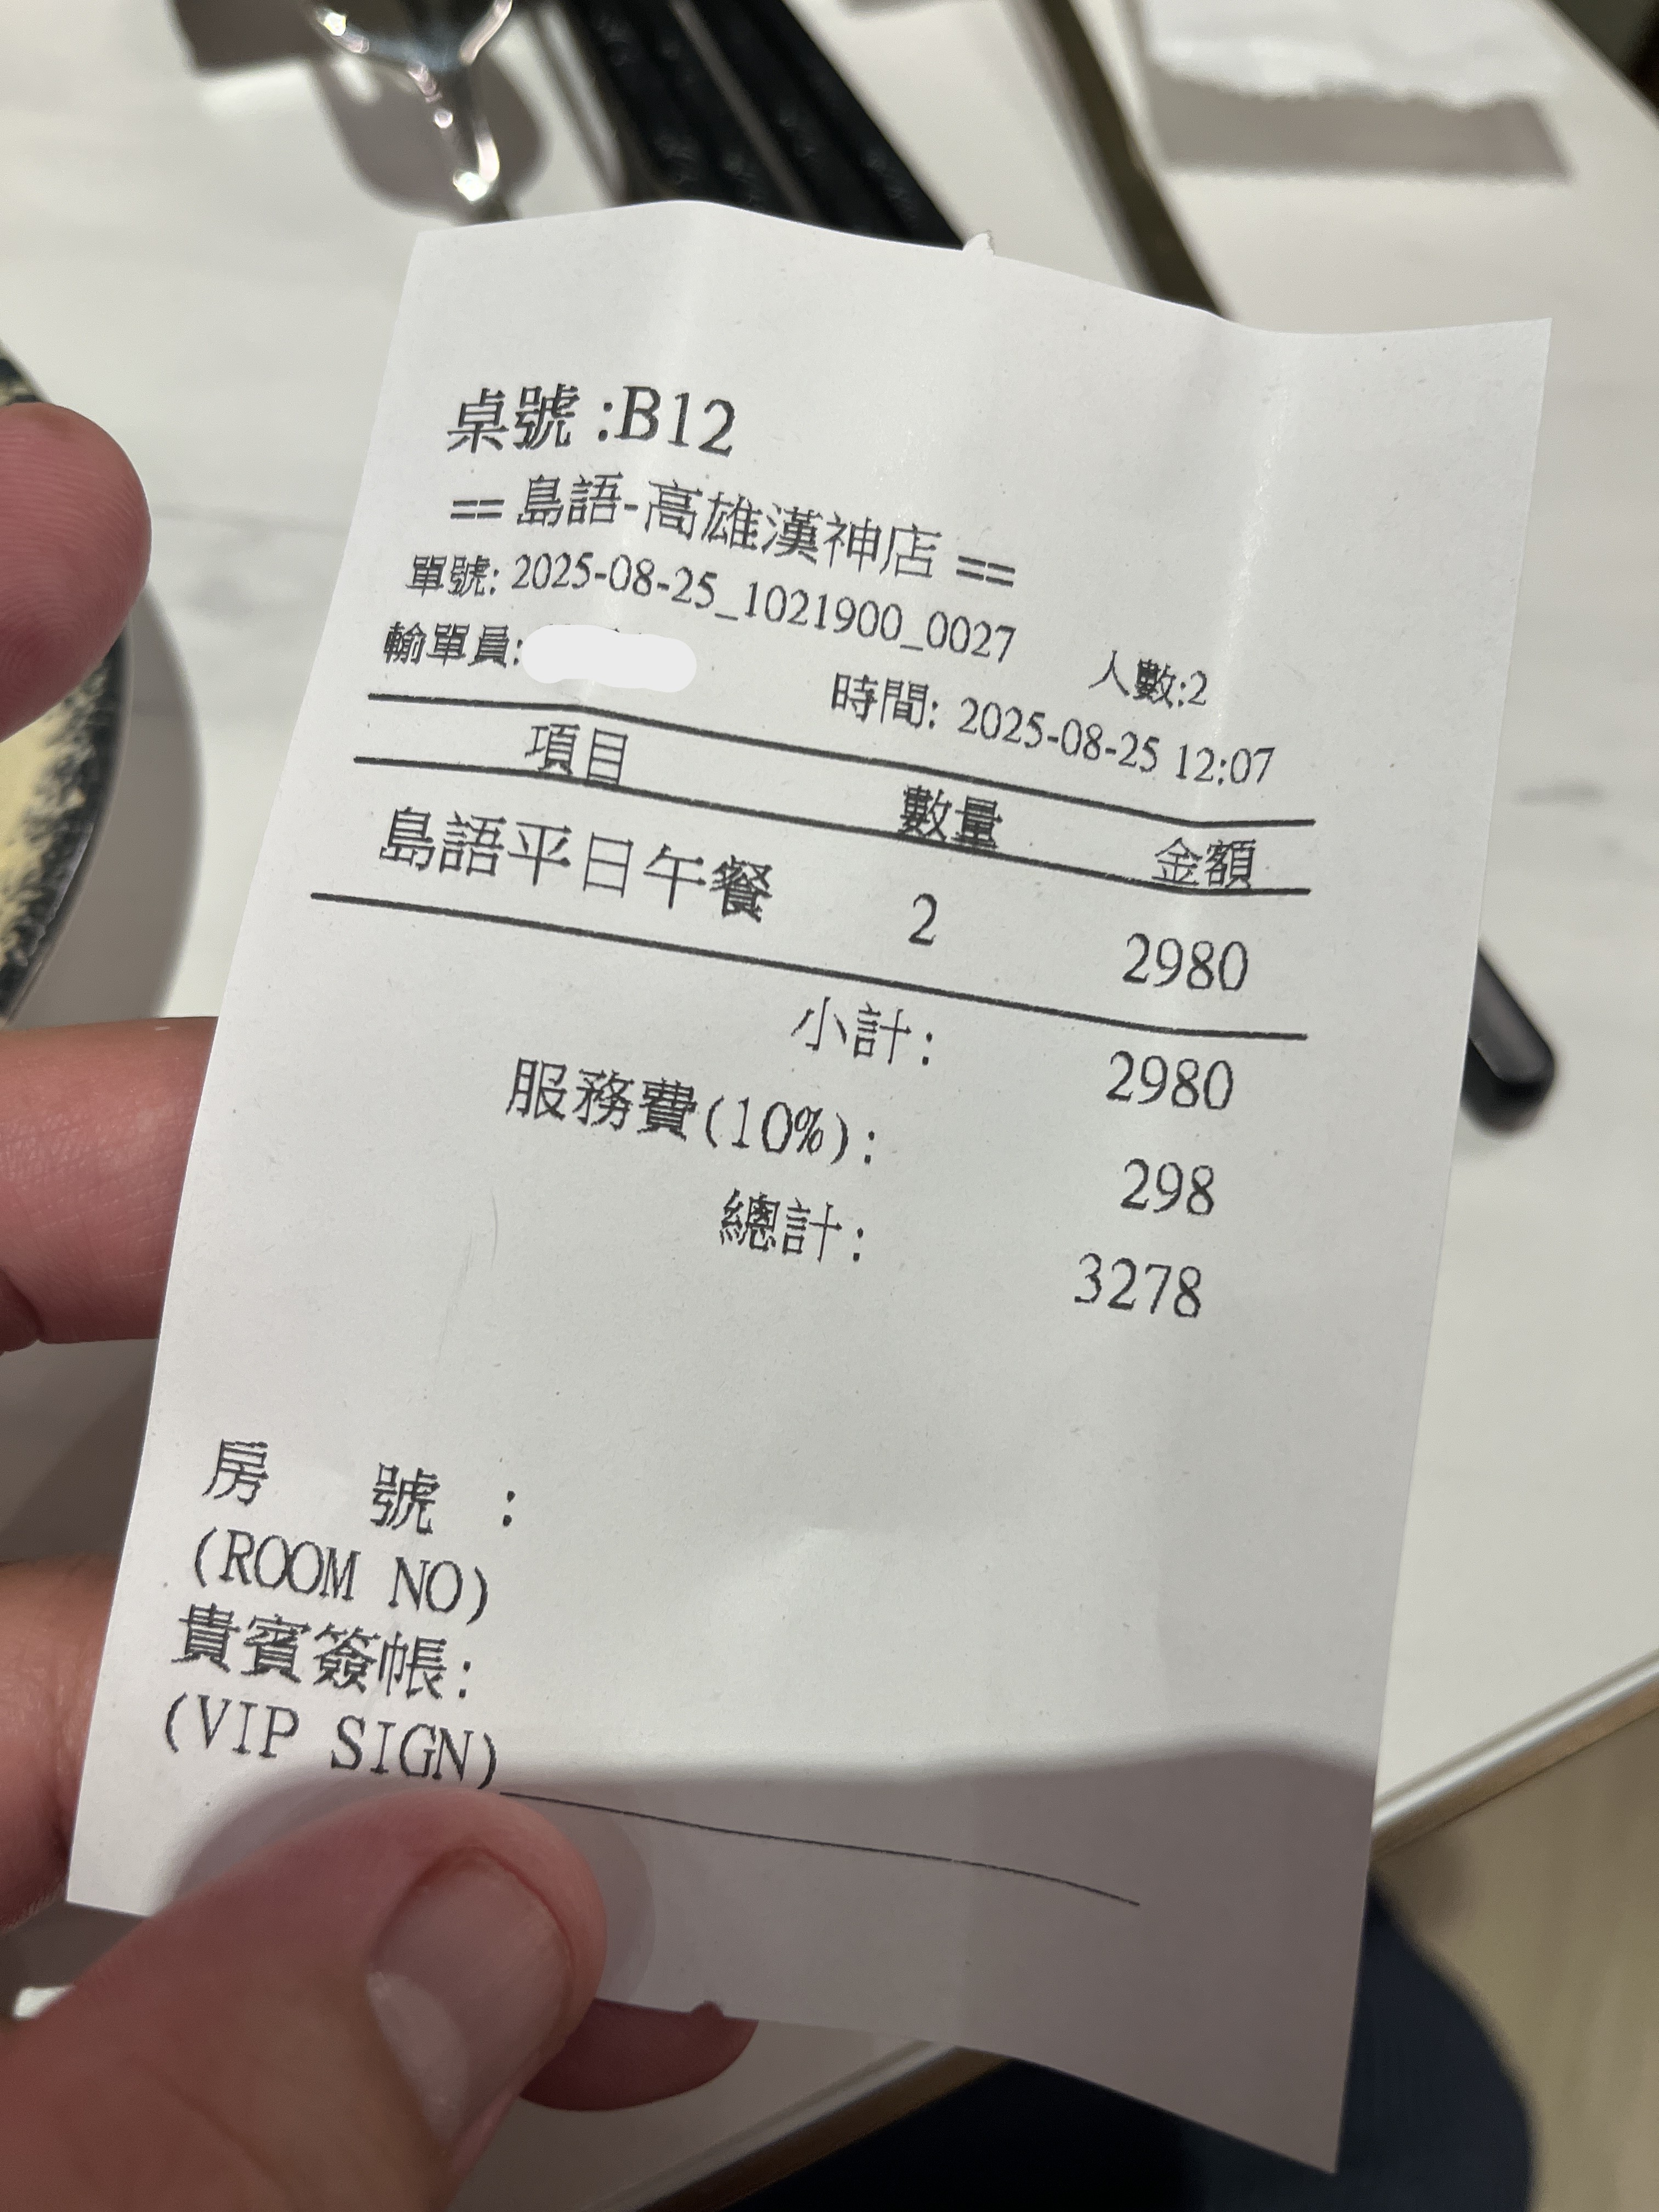 桌號:B12
== 島語-高雄漢神店 ==
單號: 2025-08-25_1021900_0027
人數:2
輸單員:
時間: 2025-08-25 12:07
項目 數量 金額
島語平日午餐 2 2980
小計: 2980
服務費(10%): 298
總計: 3278
房 號 :
(ROOM NO)
貴賓簽帳:
(VIP SIGN)